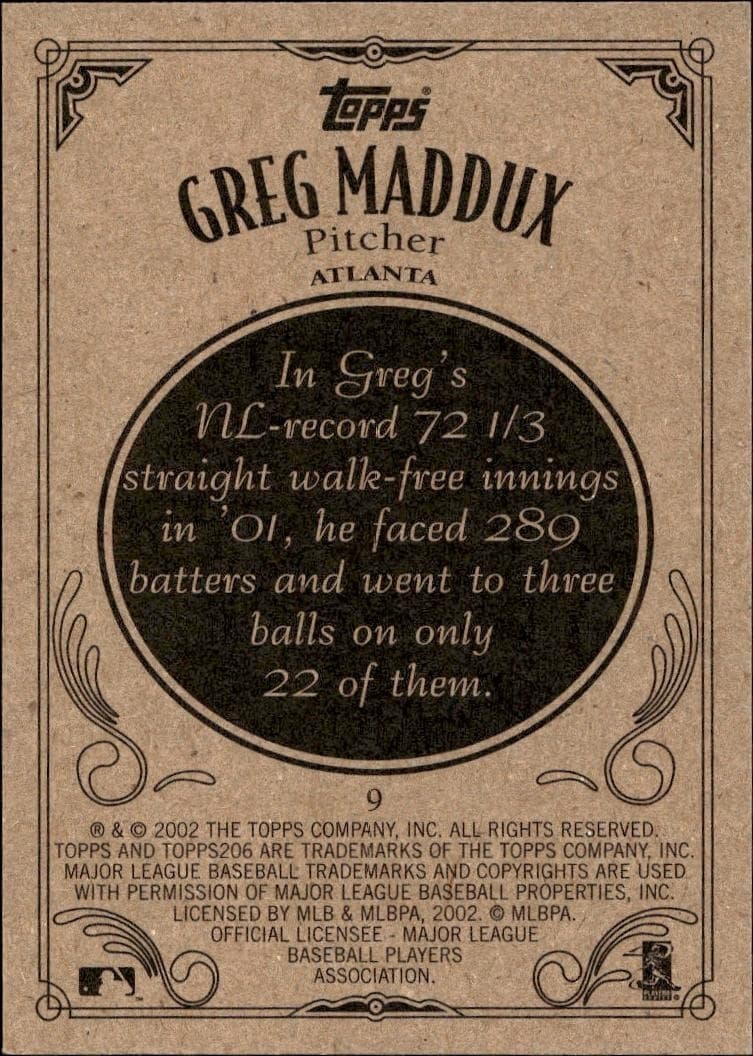 topps®
GREG MADDUX
Pitcher
ATLANTA
In Greg's
NL-record 72 1/3
straight walk-free innings
in '01, he faced 289
batters and went to three
balls on only
22 of them.
9
® & © 2002 THE TOPPS COMPANY, INC. ALL RIGHTS RESERVED.
TOPPS AND TOPPS206 ARE TRADEMARKS OF THE TOPPS COMPANY, INC.
MAJOR LEAGUE BASEBALL TRADEMARKS AND COPYRIGHTS ARE USED
WITH PERMISSION OF MAJOR LEAGUE BASEBALL PROPERTIES, INC.
LICENSED BY MLB & MLBPA, 2002. © MLBPA.
OFFICIAL LICENSEE - MAJOR LEAGUE
BASEBALL PLAYERS
ASSOCIATION.